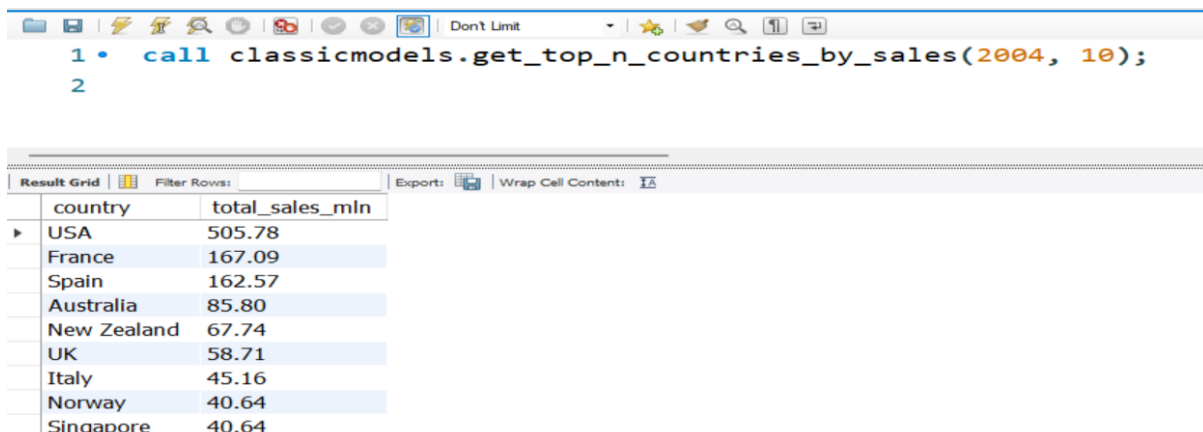 Don't Limit
1 call classicmodels.get_top_n_countries_by_sales(2004, 10);
2
Result Grid Filter Rows: Export: Wrap Cell Content: IA
country total_sales_mln
USA 505.78
France 167.09
Spain 162.57
Australia 85.80
New Zealand 67.74
UK 58.71
Italy 45.16
Norway 40.64
Singapore 40.64